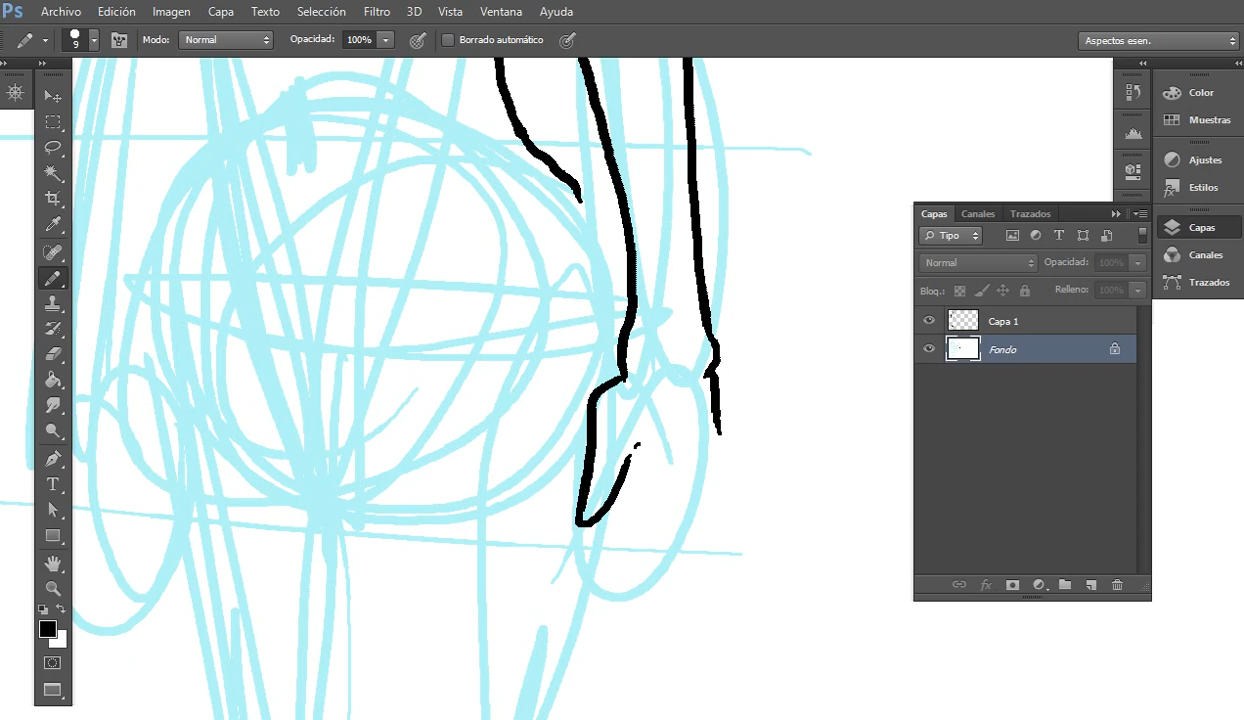 Ps Archivo Edición Imagen Capa Texto Selección Filtro 3D Vista Ventana Ayuda
9 Modo: Normal Opacidad: 100% Borrado automático Aspectos esen.
Color
Muestras
Ajustes
Estilos
Capas
Canales
Trazados
Capas Canales Trazados
Tipo
Normal Opacidad: 100%
Bloq.: Relleno: 100%
Capa 1
Fondo